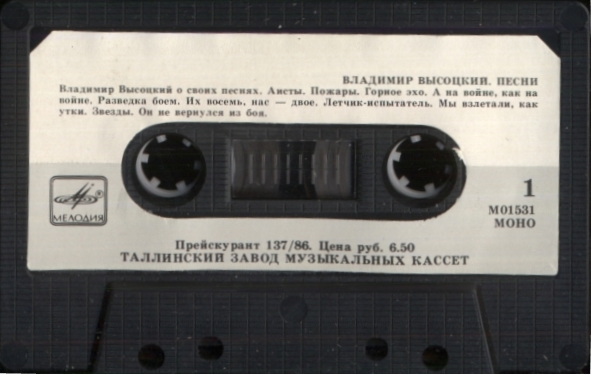 ВЛАДИМИР ВЫСОЦКИЙ. ПЕСНИ
Владимир Высоцкий о своих песнях. Аисты. Пожары. Горное эхо. А на войне, как на
войне. Разведка боем. Их восемь, нас — двое. Летчик-испытатель. Мы взлетали, как
утки. Звезды. Он не вернулся из боя.
1
МЕЛОДИЯ
М01531
МОНО
Прейскурант 137/86. Цена руб. 6.50
ТАЛЛИНСКИЙ ЗАВОД МУЗЫКАЛЬНЫХ КАССЕТ